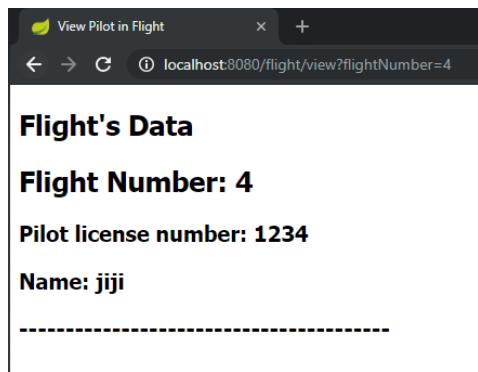 View Pilot in Flight
localhost:8080/flight/view?flightNumber=4
Flight's Data
Flight Number: 4
Pilot license number: 1234
Name: jiji
----------------------------------------